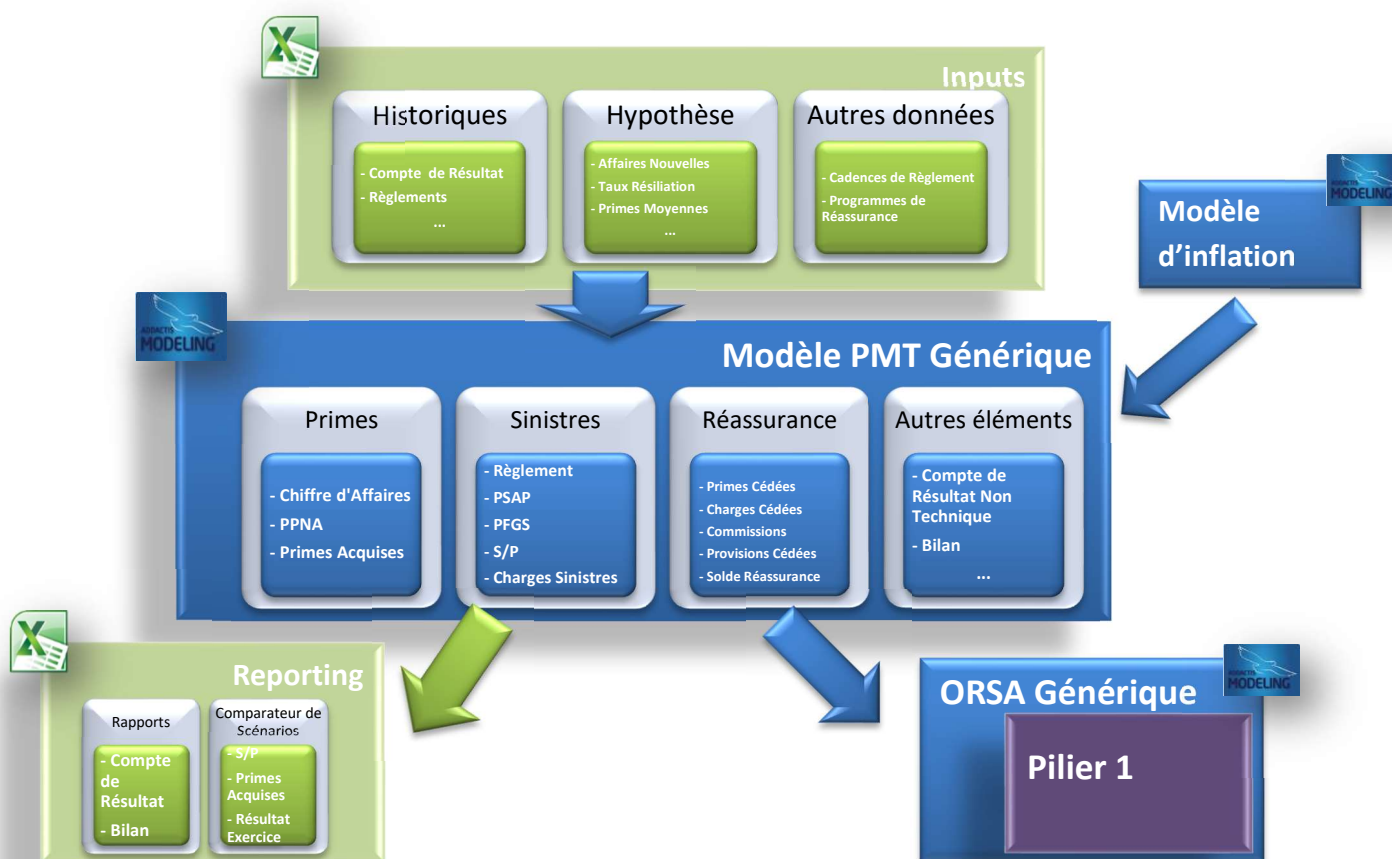 Inputs
Historiques
- Compte de Résultat
- Règlements
...
Hypothèse
- Affaires Nouvelles
- Taux Résiliation
- Primes Moyennes
...
Autres données
- Cadences de Règlement
- Programmes de
Réassurance
ADDACTIS
MODELING
Modèle
d'inflation
ADDACTIS
MODELING
Modèle PMT Générique
Primes
- Chiffre d'Affaires
- PPNA
- Primes Acquises
Sinistres
- Règlement
- PSAP
- PFGS
- S/P
- Charges Sinistres
Réassurance
- Primes Cédées
- Charges Cédées
- Commissions
- Provisions Cédées
- Solde Réassurance
Autres éléments
- Compte de
Résultat Non
Technique
- Bilan
...
Reporting
Rapports
- Compte
de
Résultat
- Bilan
Comparateur de
Scénarios
- S/P
- Primes
Acquises
- Résultat
Exercice
ADDACTIS
MODELING
ORSA Générique
Pilier 1